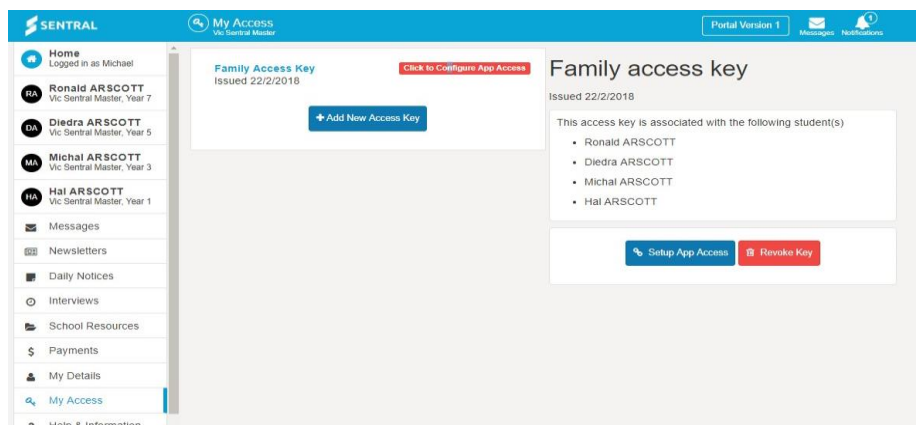 SENTRAL
My Access
Vic Sentral Master
Portal Version 1
Messages
Notifications
1
Home
Logged in as Michael
RA
Ronald ARSCOTT
Vic Sentral Master, Year 7
DA
Diedra ARSCOTT
Vic Sentral Master, Year 5
MA
Michal ARSCOTT
Vic Sentral Master, Year 3
HA
Hal ARSCOTT
Vic Sentral Master, Year 1
Messages
Newsletters
Daily Notices
Interviews
School Resources
$ Payments
My Details
My Access
Help & Information
Family Access Key
Click to Configure App Access
Issued 22/2/2018
+ Add New Access Key
Family access key
Issued 22/2/2018
This access key is associated with the following student(s)
• Ronald ARSCOTT
• Diedra ARSCOTT
• Michal ARSCOTT
• Hal ARSCOTT
Setup App Access
Revoke Key